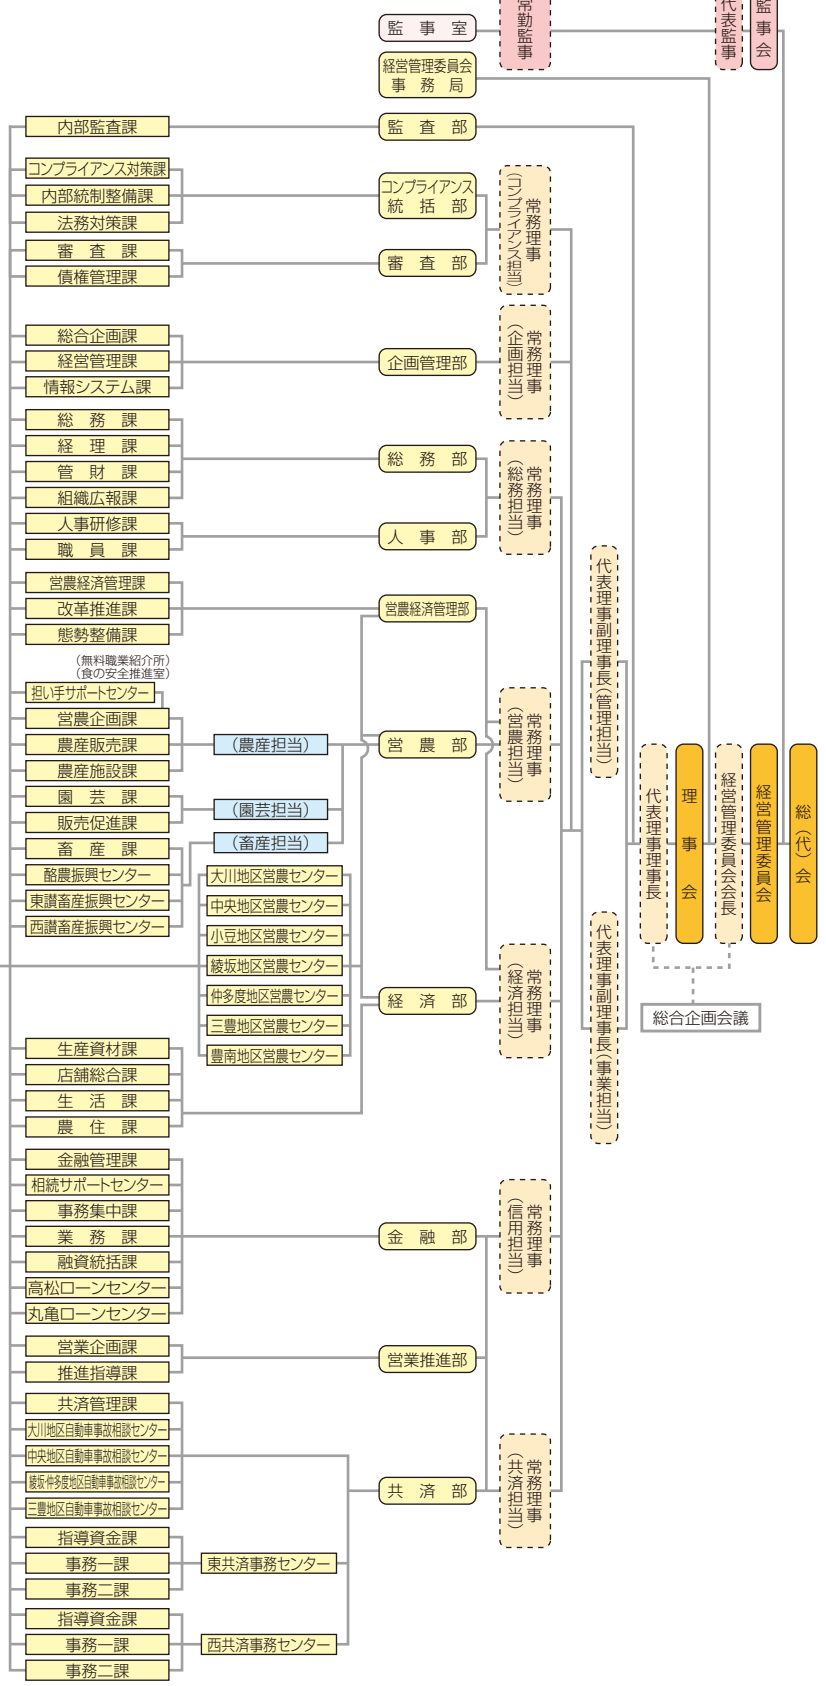 監事室
常勤監事
代表監事
監事会
経営管理委員会
事務局
内部監査課
監査部
コンプライアンス対策課
内部統制整備課
法務対策課
コンプライアンス
統括部
審査課
債権管理課
審査部
常務理事
(コンプライアンス担当)
総合企画課
経営管理課
情報システム課
企画管理部
常務理事
(企画担当)
総務課
経理課
管財課
組織広報課
総務部
人事研修課
職員課
人事部
常務理事
(総務担当)
営農経済管理課
改革推進課
態勢整備課
営農経済管理部
(無料職業紹介所)
(食の安全推進室)
担い手サポートセンター
営農企画課
農産販売課
農産施設課
(農産担当)
園芸課
販売促進課
(園芸担当)
畜産課
酪農振興センター
東讃畜産振興センター
西讃畜産振興センター
(畜産担当)
営農部
常務理事
(営農担当)
大川地区営農センター
中央地区営農センター
小豆地区営農センター
綾坂地区営農センター
仲多度地区営農センター
三豊地区営農センター
豊南地区営農センター
経済部
常務理事
(経済担当)
生産資材課
店舗総合課
生活課
農住課
代表理事副理事長(管理担当)
代表理事副理事長(事業担当)
代表理事理事長
理事会
経営管理委員会会長
経営管理委員会
総(代)会
総合企画会議
金融管理課
相続サポートセンター
事務集中課
業務課
融資統括課
高松ローンセンター
丸亀ローンセンター
金融部
常務理事
(信用担当)
営業企画課
推進指導課
営業推進部
共済管理課
大川地区自動車事故相談センター
中央地区自動車事故相談センター
綾坂・仲多度地区自動車事故相談センター
三豊地区自動車事故相談センター
共済部
常務理事
(共済担当)
指導資金課
事務一課
事務二課
東共済事務センター
指導資金課
事務一課
事務二課
西共済事務センター